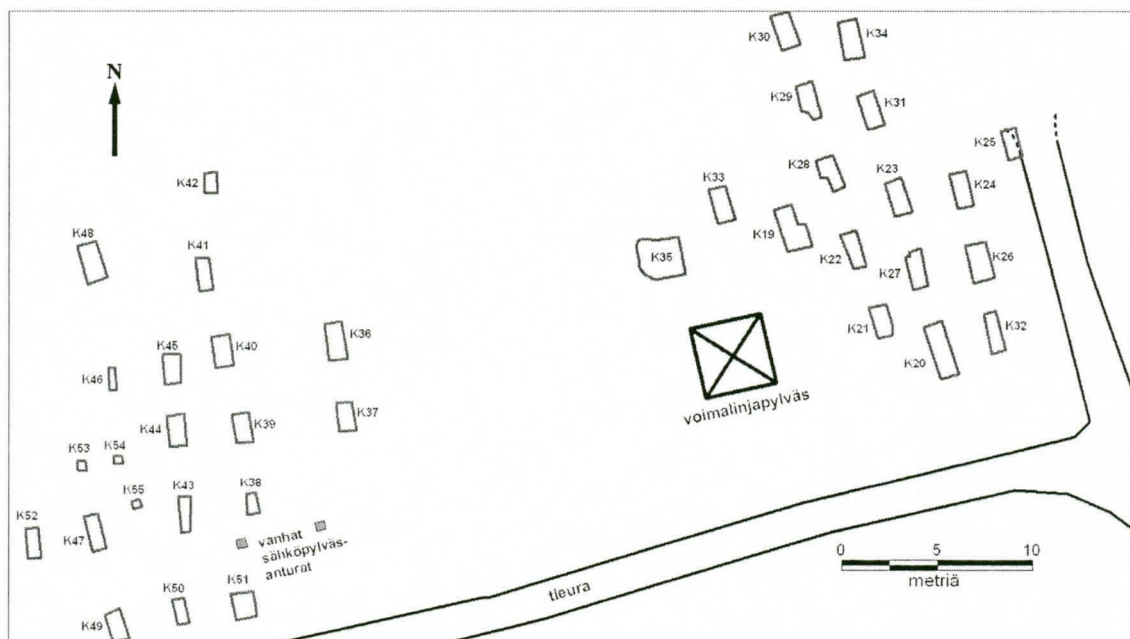 N
K30
K34
K29
K31
K25
K28
K23
K24
K42
K33
K19
K48
K41
K35
K22
K27
K26
K21
K20
K32
K36
K45
K40
K46
K44
K39
K37
voimalinjapylväs
K53
K54
K55
K43
K38
K52
K47
vanhat
sähköpylväs-
anturat
K49
K50
K51
tieura
0 5 10
metriä